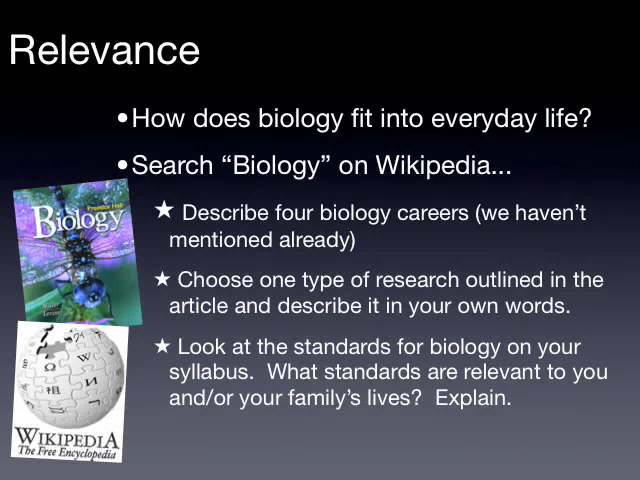 Relevance
•How does biology fit into everyday life?
•Search “Biology” on Wikipedia...
★ Describe four biology careers (we haven’t
mentioned already)
★ Choose one type of research outlined in the
article and describe it in your own words.
★ Look at the standards for biology on your
syllabus.  What standards are relevant to you
and/or your family’s lives?  Explain.
Prentice Hall
Biology
Miller
Levine
Ω W И
WIKIPEDIA
The Free Encyclopedia